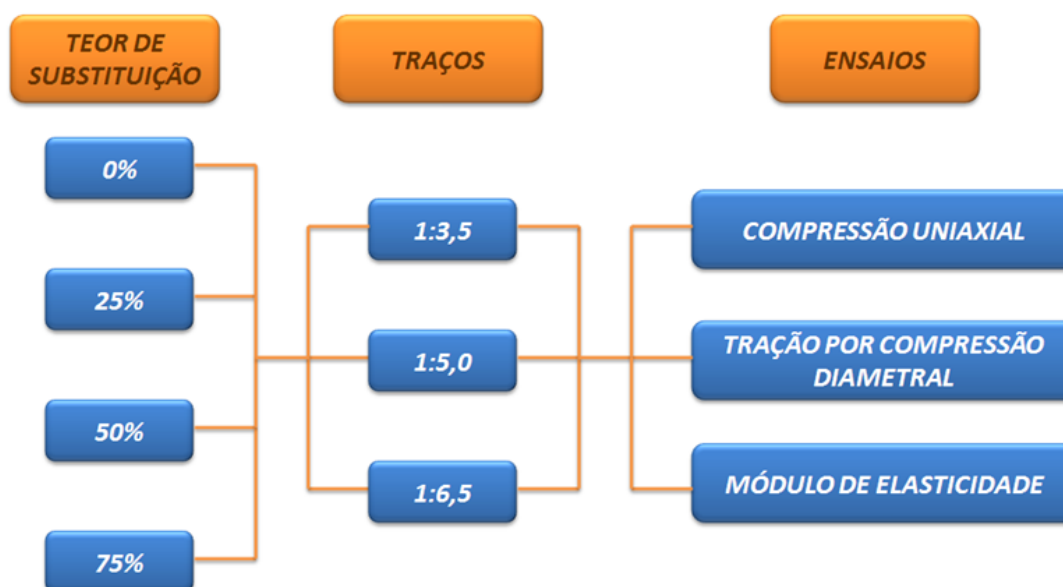 TEOR DE
SUBSTITUIÇÃO
TRAÇOS
ENSAIOS
0%
25%
50%
75%
1:3,5
1:5,0
1:6,5
COMPRESSÃO UNIAXIAL
TRAÇÃO POR COMPRESSÃO
DIAMETRAL
MÓDULO DE ELASTICIDADE